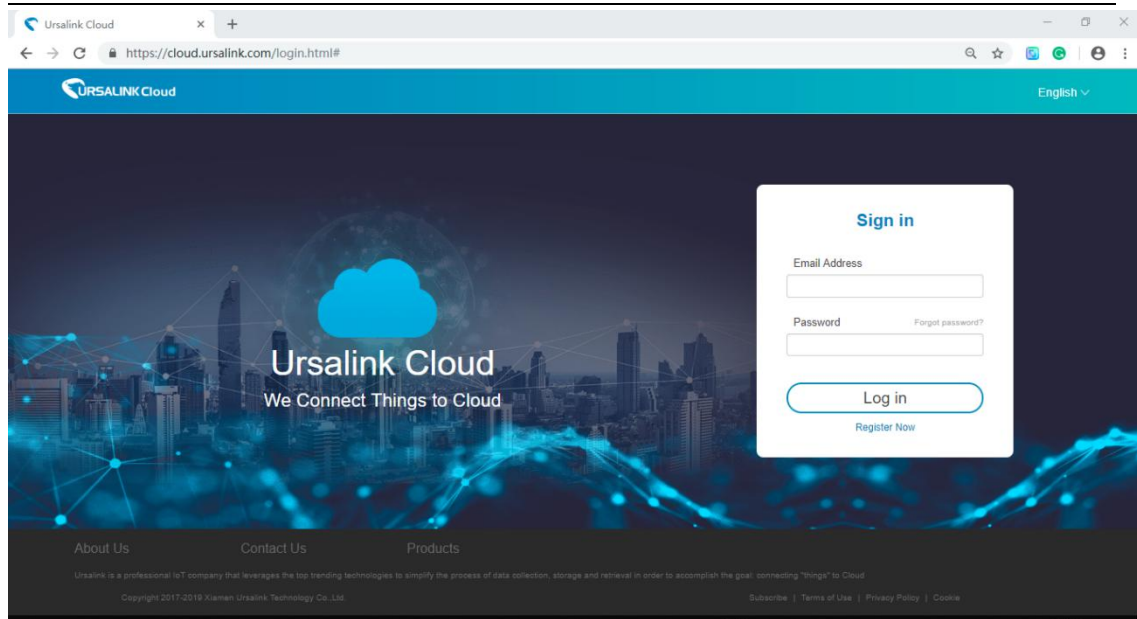 Ursalink Cloud
https://cloud.ursalink.com/login.html#
URSALINK Cloud
English
Sign in
Email Address
Password Forgot password?
Log in
Register Now
Ursalink Cloud
We Connect Things to Cloud
About Us Contact Us Products
Ursalink is a professional IoT company that leverages the top trending technologies to simplify the process of data collection, storage and retrieval in order to accomplish the goal: connecting "things" to Cloud
Copyright 2017-2019 Xiamen Ursalink Technology Co.,Ltd. Subscribe | Terms of Use | Privacy Policy | Cookie